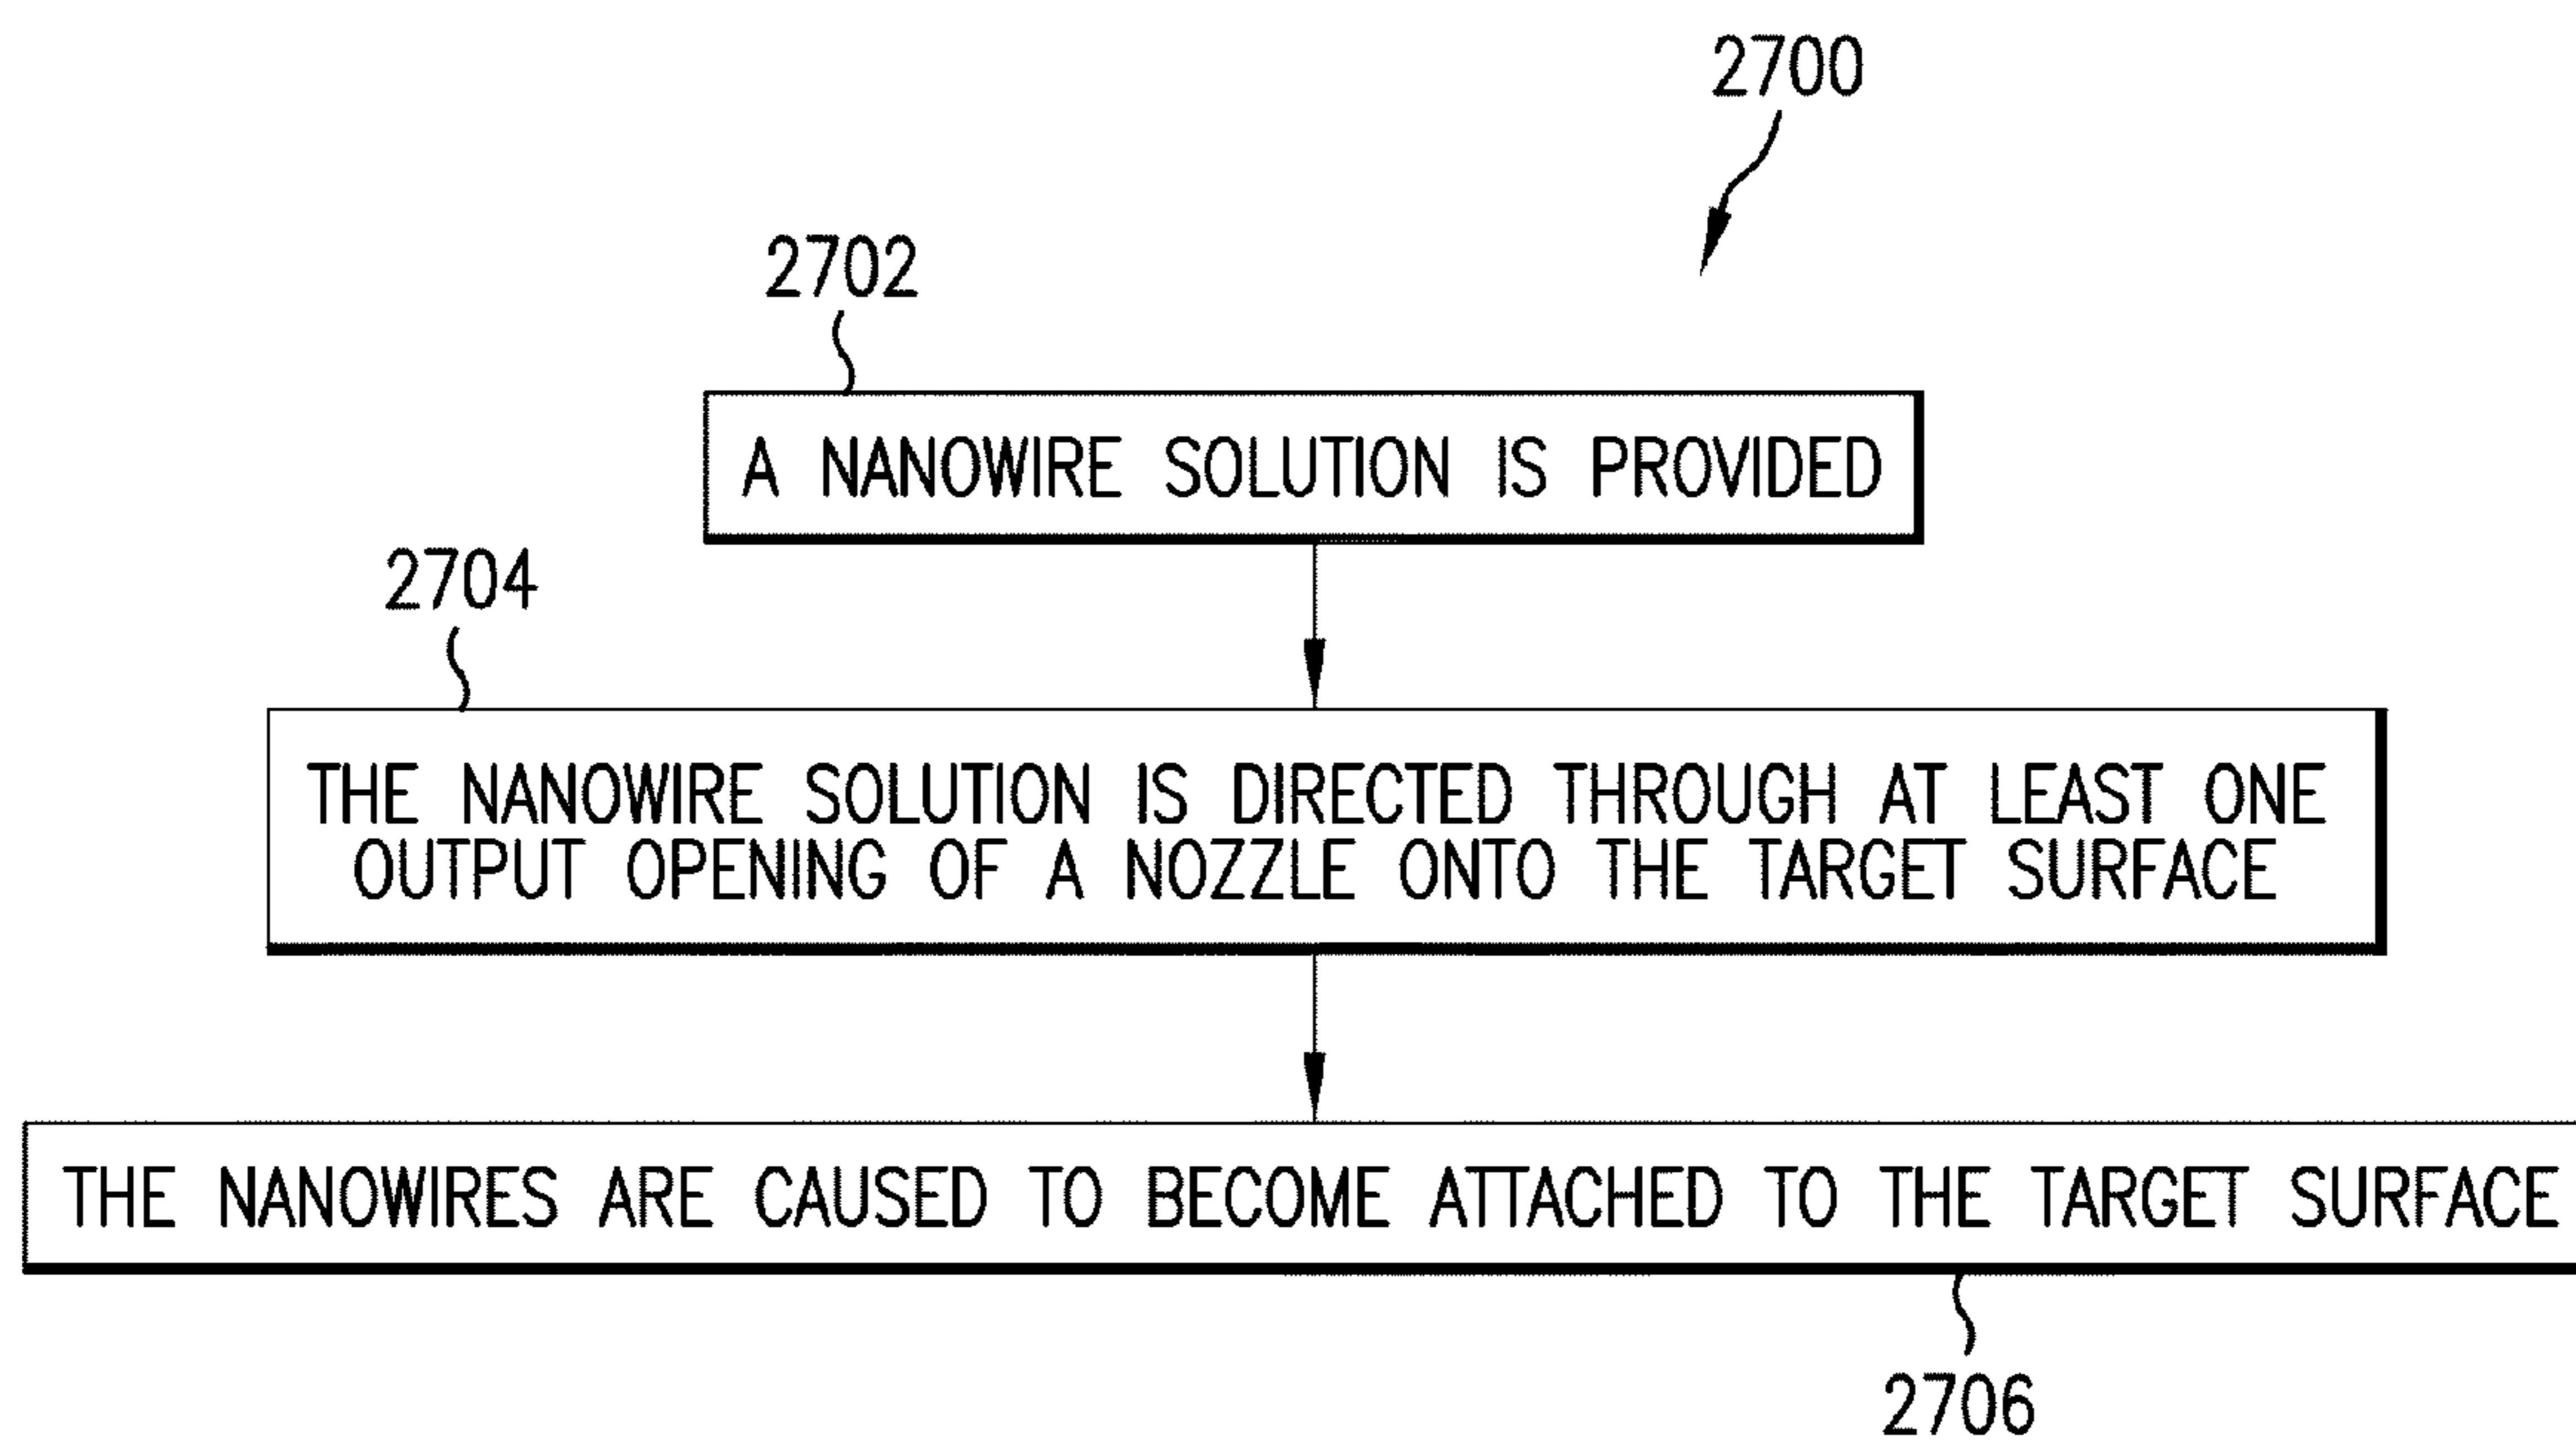 2700
2702
A NANOWIRE SOLUTION IS PROVIDED
2704
THE NANOWIRE SOLUTION IS DIRECTED THROUGH AT LEAST ONE
OUTPUT OPENING OF A NOZZLE ONTO THE TARGET SURFACE
THE NANOWIRES ARE CAUSED TO BECOME ATTACHED TO THE TARGET SURFACE
2706